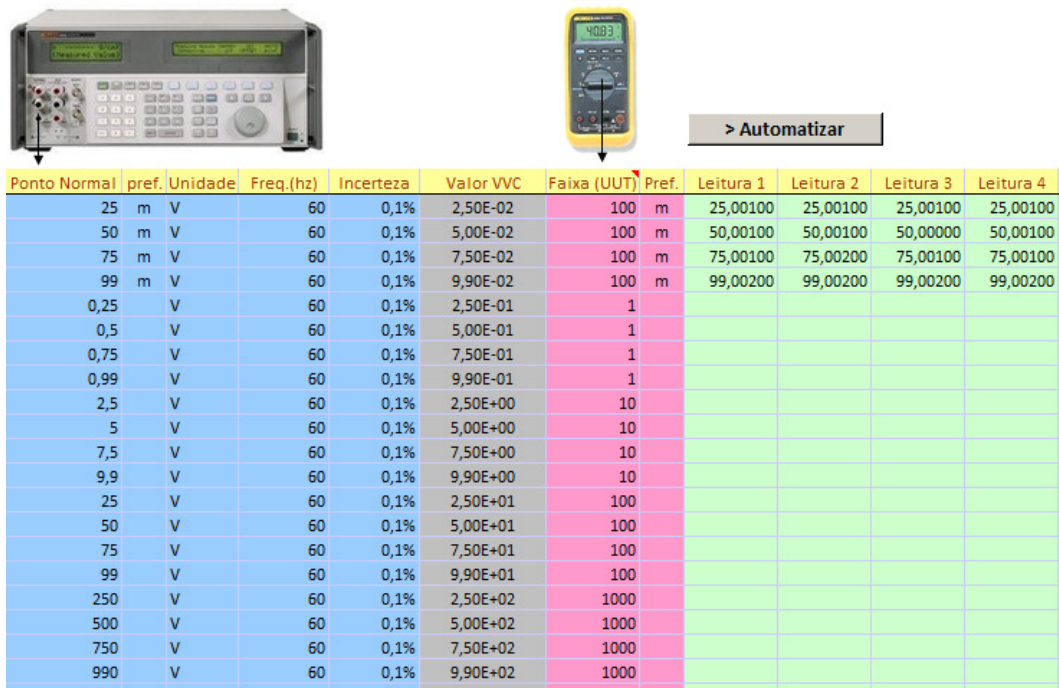 40.83
> Automatizar
Ponto Normal pref. Unidade Freq.(hz) Incerteza Valor VVC Faixa (UUT) Pref. Leitura 1 Leitura 2 Leitura 3 Leitura 4
25 m V 60 0,1% 2,50E-02 100 m 25,00100 25,00100 25,00100 25,00100
50 m V 60 0,1% 5,00E-02 100 m 50,00100 50,00100 50,00000 50,00100
75 m V 60 0,1% 7,50E-02 100 m 75,00100 75,00200 75,00100 75,00100
99 m V 60 0,1% 9,90E-02 100 m 99,00200 99,00200 99,00200 99,00200
0,25 V 60 0,1% 2,50E-01 1
0,5 V 60 0,1% 5,00E-01 1
0,75 V 60 0,1% 7,50E-01 1
0,99 V 60 0,1% 9,90E-01 1
2,5 V 60 0,1% 2,50E+00 10
5 V 60 0,1% 5,00E+00 10
7,5 V 60 0,1% 7,50E+00 10
9,9 V 60 0,1% 9,90E+00 10
25 V 60 0,1% 2,50E+01 100
50 V 60 0,1% 5,00E+01 100
75 V 60 0,1% 7,50E+01 100
99 V 60 0,1% 9,90E+01 100
250 V 60 0,1% 2,50E+02 1000
500 V 60 0,1% 5,00E+02 1000
750 V 60 0,1% 7,50E+02 1000
990 V 60 0,1% 9,90E+02 1000